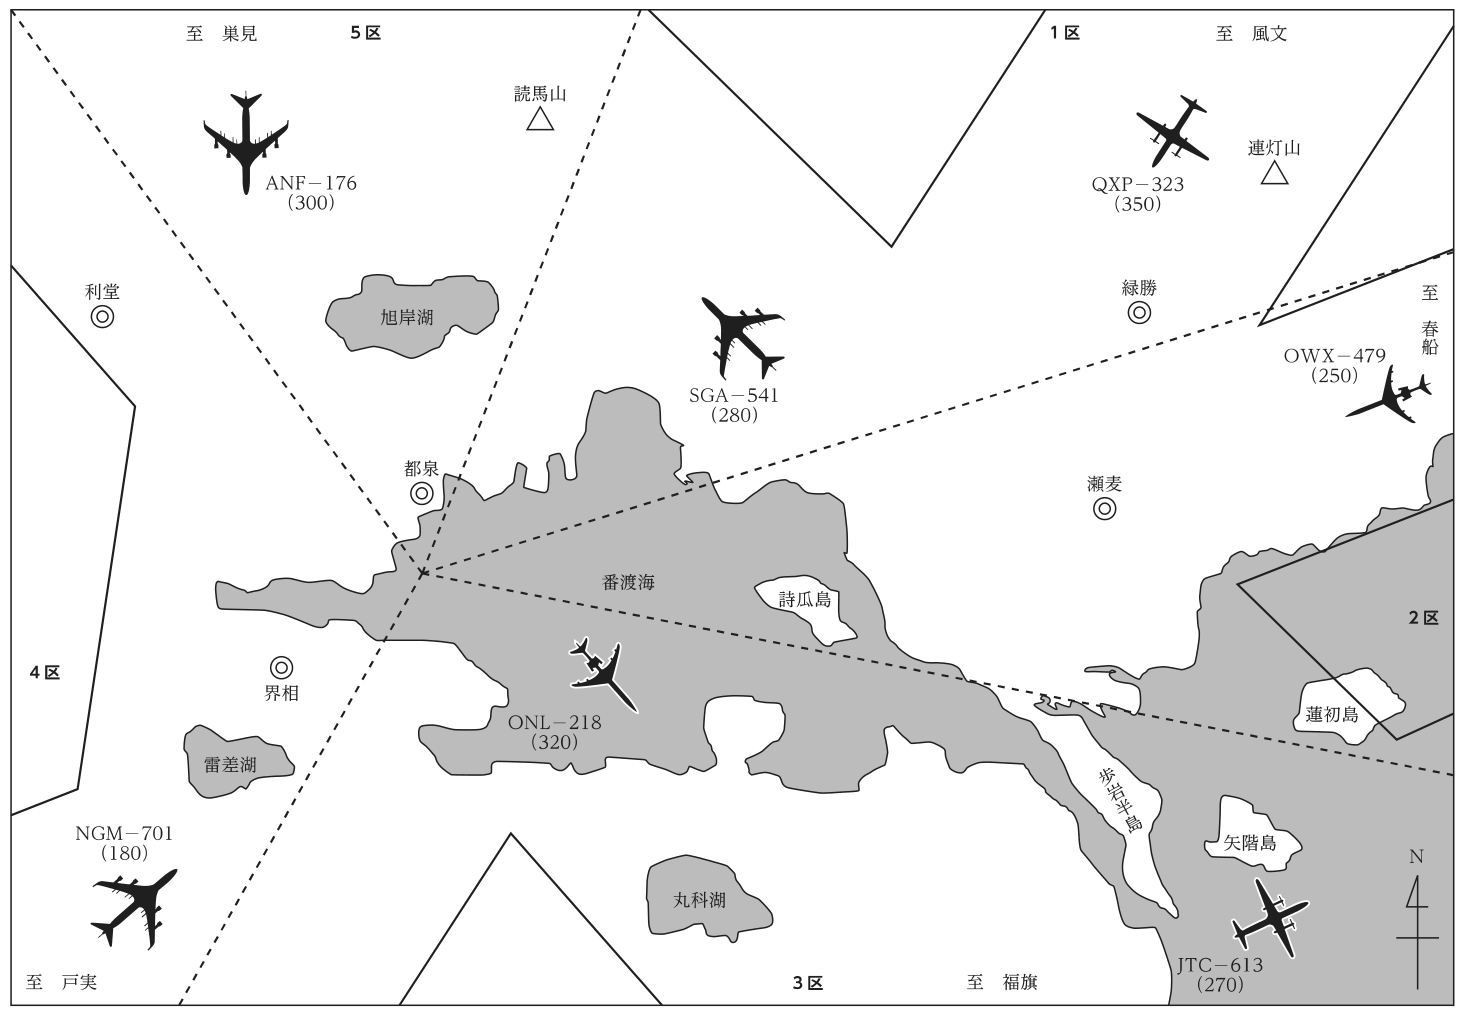 至 巣見
5 区
1 区
至 風文
読馬山
ANF−176
(300)
QXP−323
(350)
連灯山
利堂
旭岸湖
緑勝
至 春船
OWX−479
(250)
SGA−541
(280)
都泉
瀬麦
番渡海
詩瓜島
2 区
4 区
界相
ONL−218
(320)
蓮初島
雷差湖
歩岩半島
NGM−701
(180)
矢階島
N
丸科湖
JTC−613
(270)
至 戸実
3 区
至 福旗